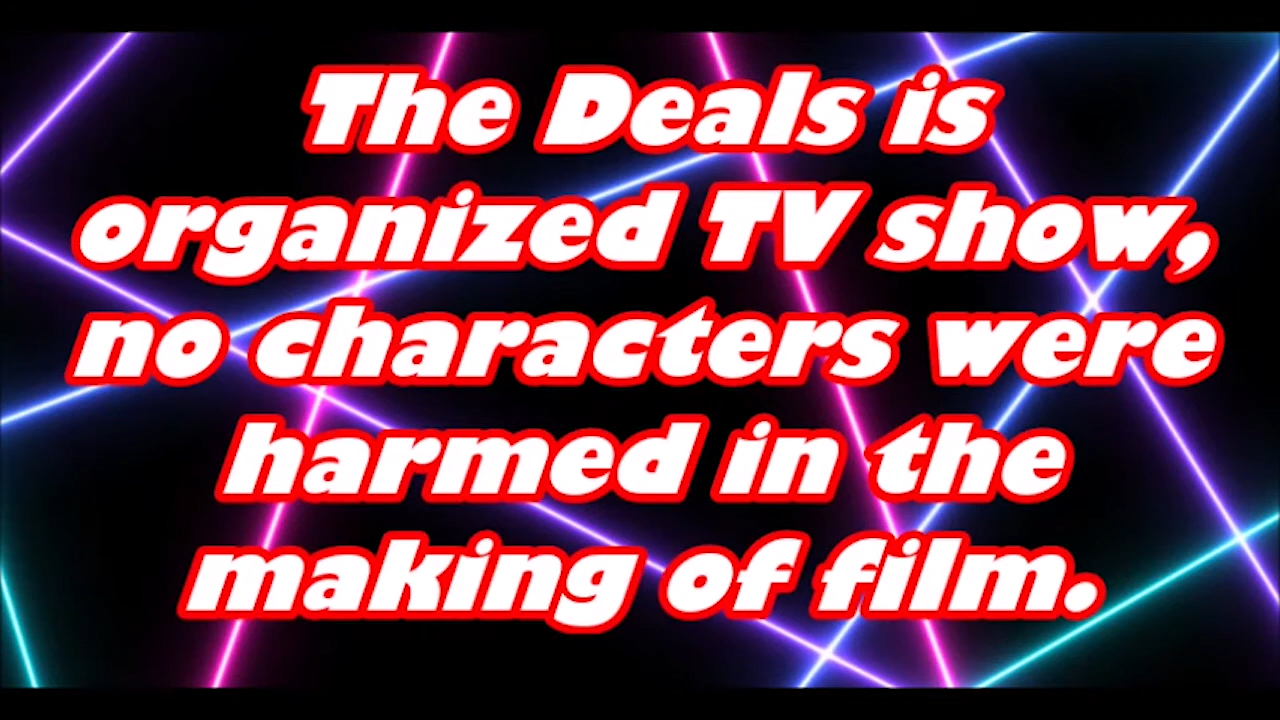 The Deals is
organized TV show,
no characters were
harmed in the
making of film.